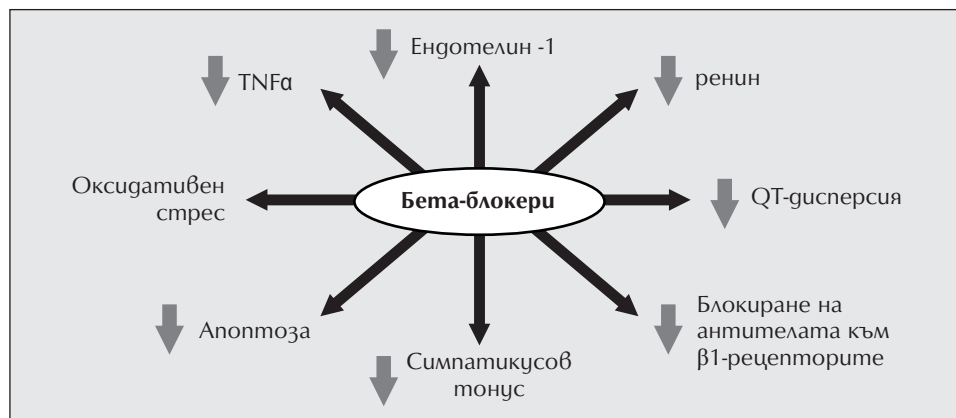 Ендотелин -1
TNFα
ренин
Оксидативен
стрес
Бета-блокери
QT-дисперсия
Апоптоза
Симпатикусов
тонус
Блокиране на
антителата към
β1-рецепторите